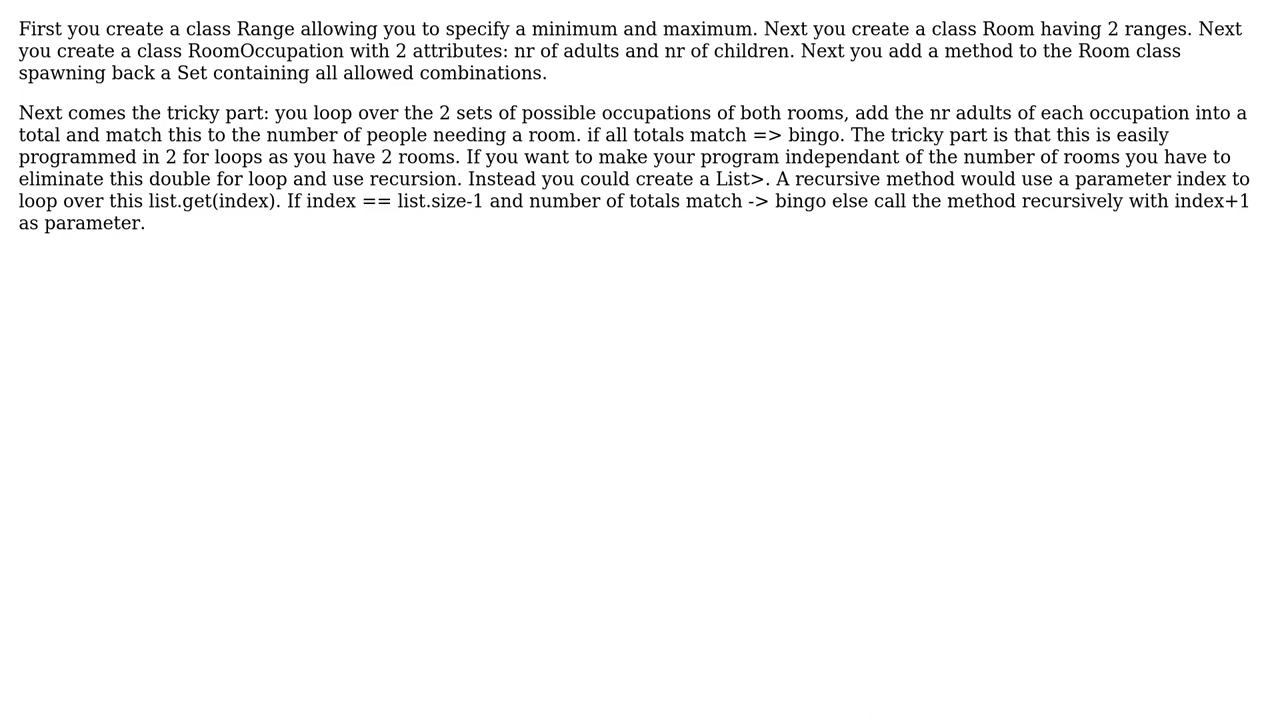 First you create a class Range allowing you to specify a minimum and maximum. Next you create a class Room having 2 ranges. Next
you create a class RoomOccupation with 2 attributes: nr of adults and nr of children. Next you add a method to the Room class
spawning back a Set containing all allowed combinations.
Next comes the tricky part: you loop over the 2 sets of possible occupations of both rooms, add the nr adults of each occupation into a
total and match this to the number of people needing a room. if all totals match => bingo. The tricky part is that this is easily
programmed in 2 for loops as you have 2 rooms. If you want to make your program independant of the number of rooms you have to
eliminate this double for loop and use recursion. Instead you could create a List>. A recursive method would use a parameter index to
loop over this list.get(index). If index == list.size-1 and number of totals match -> bingo else call the method recursively with index+1
as parameter.